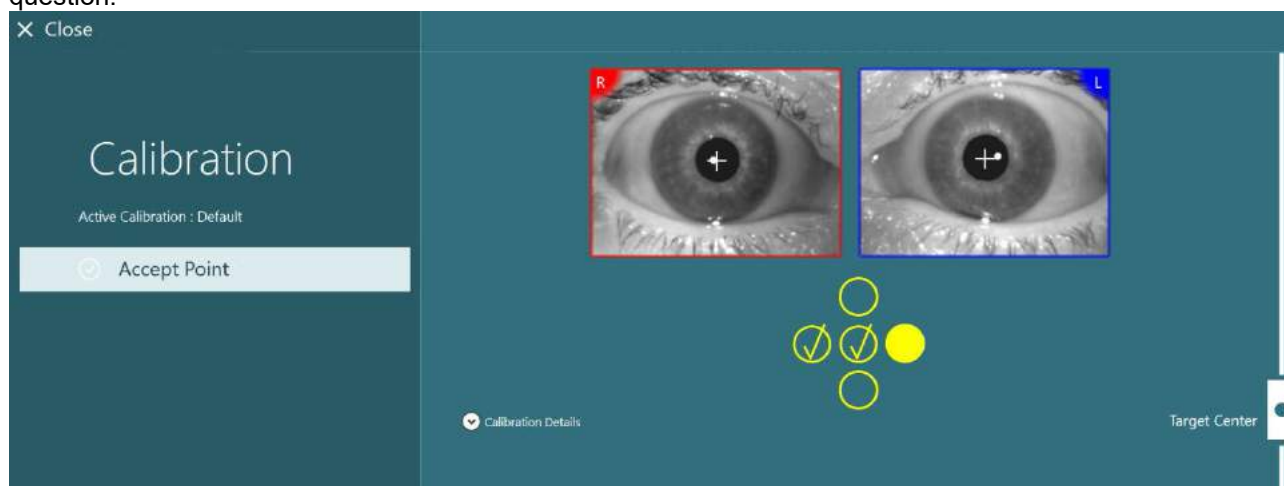 question:
Close
R
L
Calibration
Active Calibration : Default
Accept Point
Calibration Details
Target Center